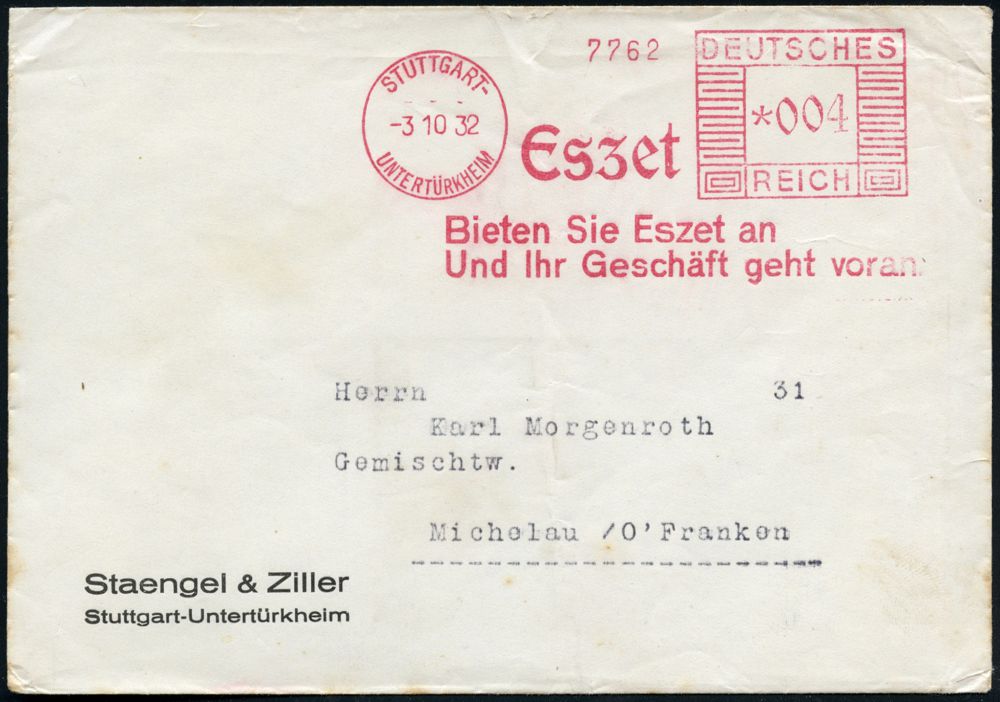 7762
DEUTSCHES
*004
REICH
STUTTGART-
-3 10 32
UNTERTÜRKHEIM
Eszet
Bieten Sie Eszet an
Und Ihr Geschäft geht voran.
Herrn 31
Karl Morgenroth
Gemischtw.
Michelau /O'Franken
Staengel & Ziller
Stuttgart-Untertürkheim